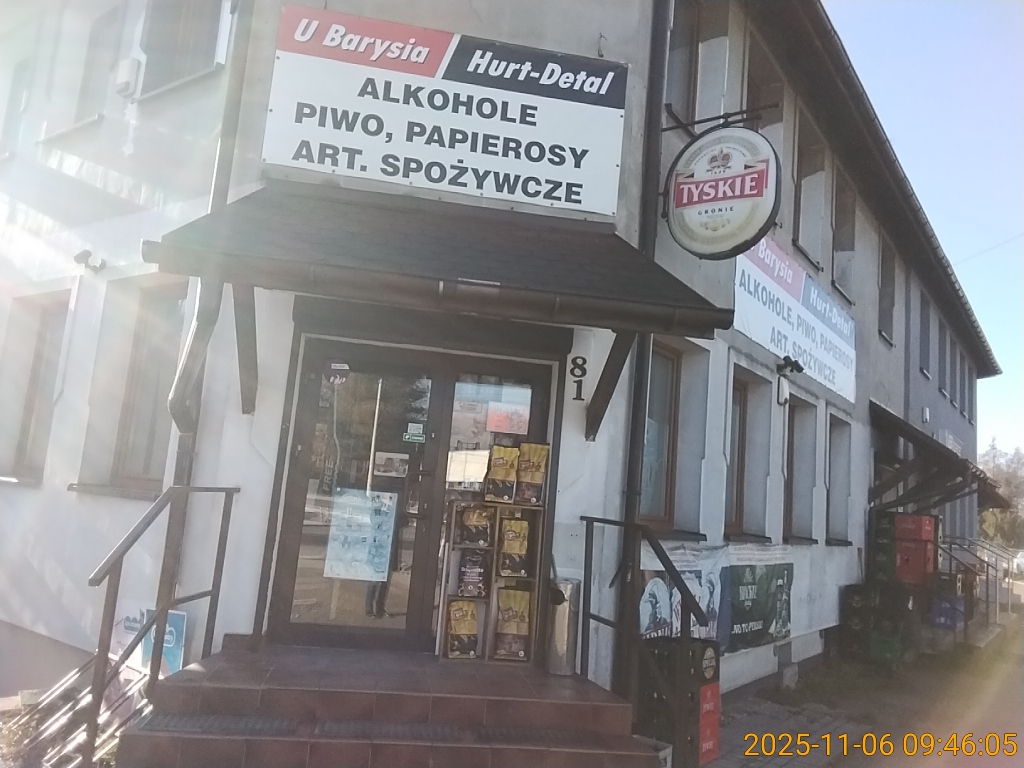 U Barysia
Hurt-Detal
ALKOHOLE
PIWO, PAPIEROSY
ART. SPOŻYWCZE
TYSKIE
GRONIE
Barysia
Hurt-Detal
ALKOHOLE, PIWO, PAPIEROSY
ART. SPOŻYWCZE
81
2025-11-06 09:46:05